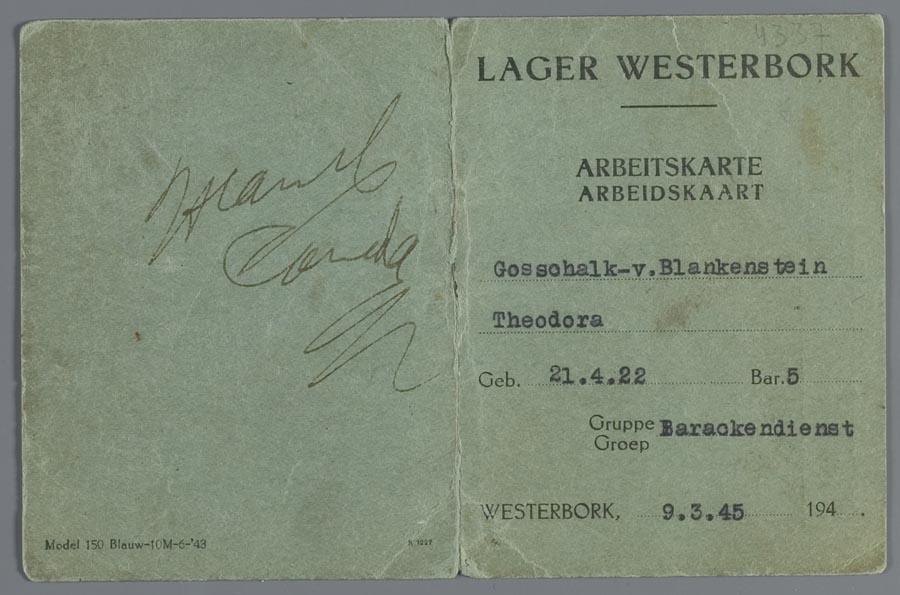 4337
LAGER WESTERBORK
ARBEITSKARTE
ARBEIDSKAART
Gosschalk-v.Blankenstein
Theodora
Geb. 21.4.22 Bar.5
Gruppe
Groep Barackendienst
WESTERBORK, 9.3.45 194 .
Model 150 Blauw-10M-6-'43